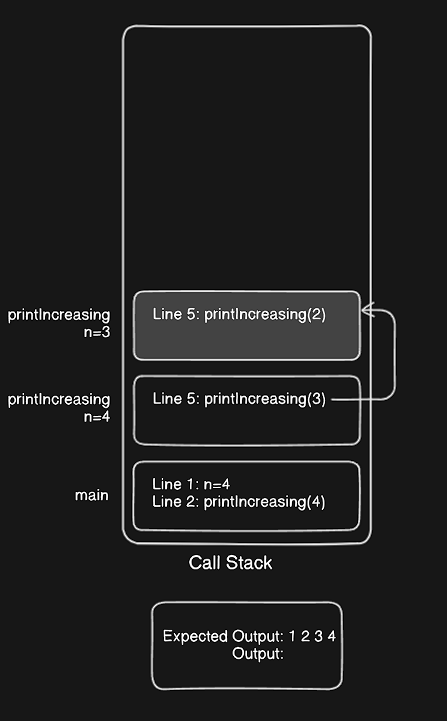 printIncreasing
n=3
Line 5: printIncreasing(2)
printIncreasing
n=4
Line 5: printIncreasing(3)
main
Line 1: n=4
Line 2: printIncreasing(4)
Call Stack
Expected Output: 1 2 3 4
Output: